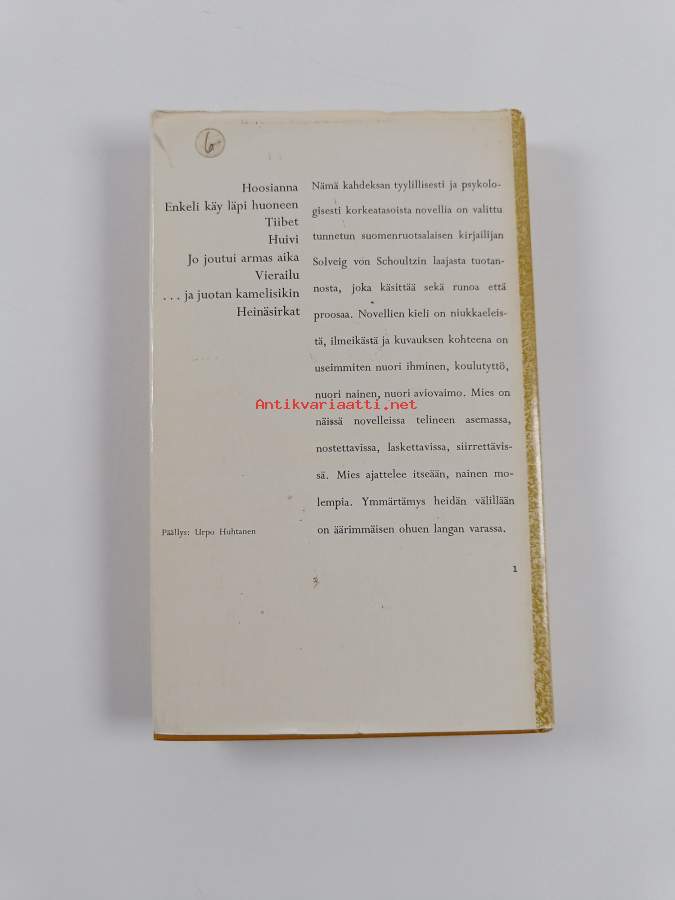 6
Hoosianna
Enkeli käy läpi huoneen
Tiibet
Huivi
Jo joutui armas aika
Vierailu
... ja juotan kamelisikin
Heinäsirkat
Nämä kahdeksan tyylillisesti ja psykolo-
gisesti korkeatasoista novellia on valittu
tunnetun suomenruotsalaisen kirjailijan
Solveig von Schoultzin laajasta tuotan-
nosta, joka käsittää sekä runoa että
proosaa. Novellien kieli on niukkaeleis-
tä, ilmeikästä ja kuvauksen kohteena on
useimmiten nuori ihminen, koulutyttö,
nuori nainen, nuori aviovaimo. Mies on
näissä novelleissa telineen asemassa,
nostettavissa, laskettavissa, siirrettävis-
sä. Mies ajattelee itseään, nainen mo-
lempia. Ymmärtämys heidän välillään
on äärimmäisen ohuen langan varassa.
Antikvariaatti.net
Päällys: Urpo Huhtanen
1